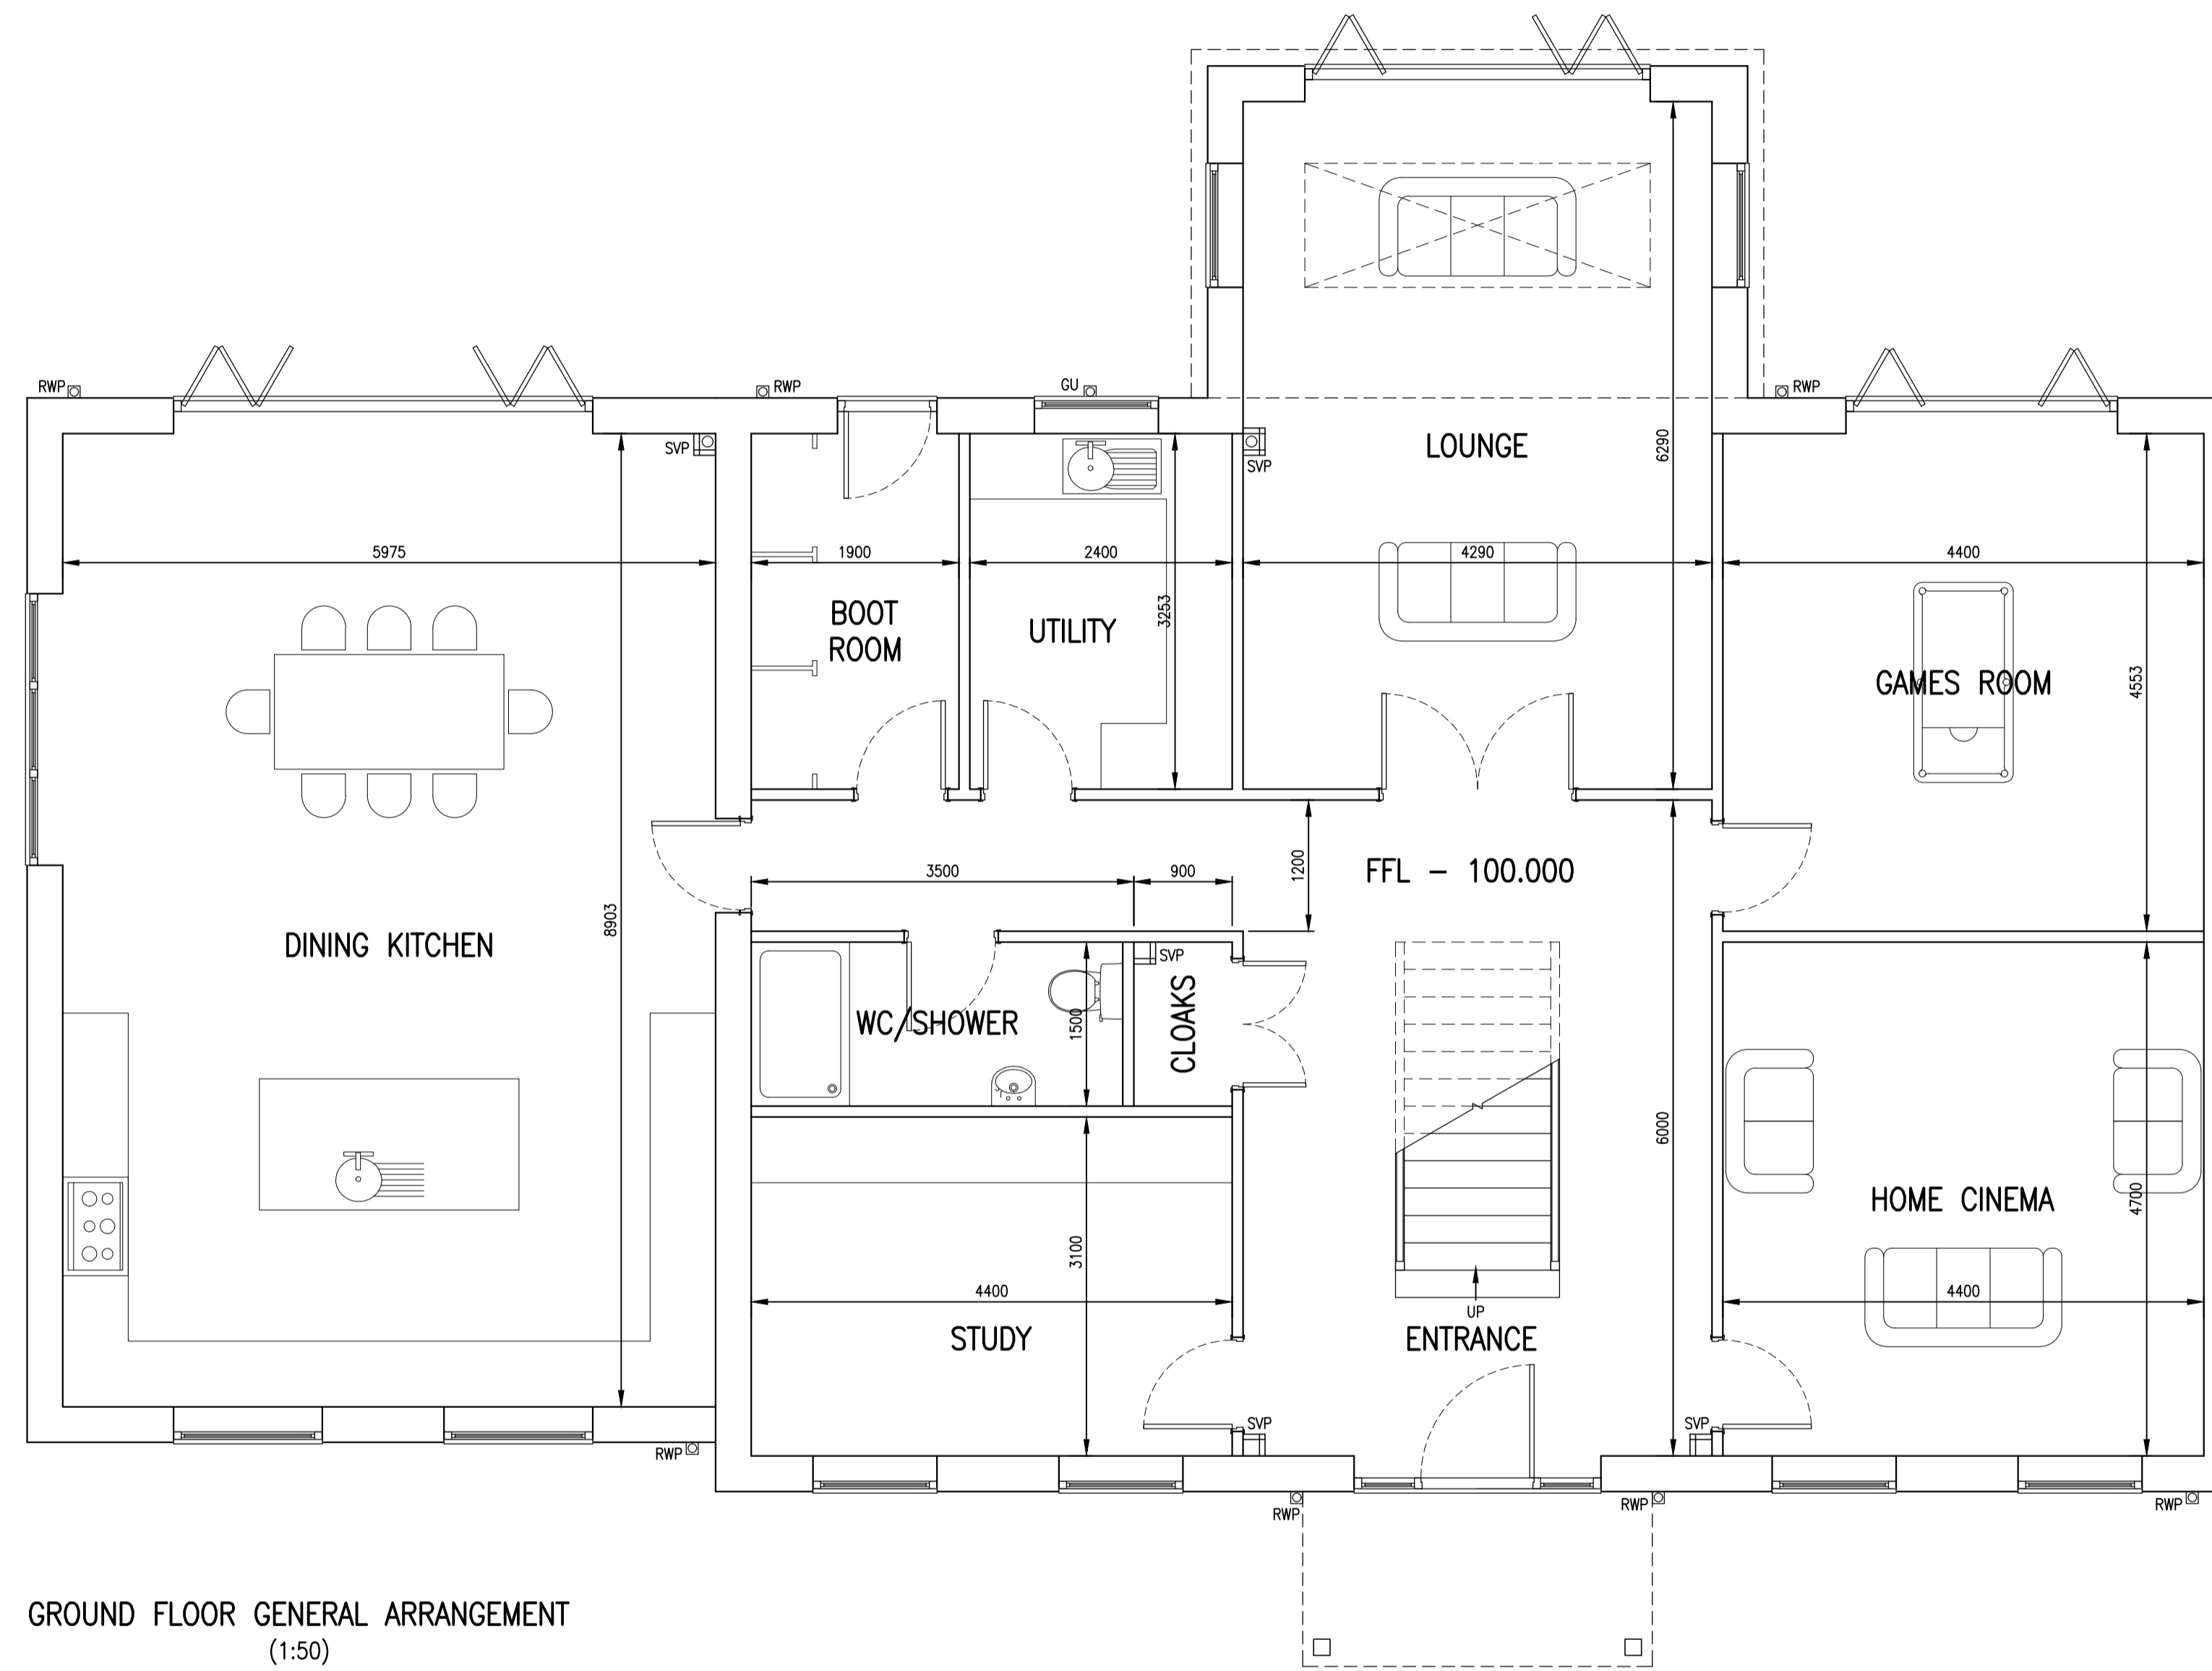 RWP
RWP
GU
RWP
SVP
SVP
LOUNGE
6290
5975
1900
2400
4290
4400
3253
BOOT
ROOM
UTILITY
GAMES ROOM
4553
3500
900
1200
FFL - 100.000
8903
DINING KITCHEN
SVP
WC/SHOWER
1500
CLOAKS
6000
HOME CINEMA
4700
3100
4400
4400
UP
STUDY
ENTRANCE
SVP
SVP
RWP
RWP
RWP
RWP
GROUND FLOOR GENERAL ARRANGEMENT
(1:50)